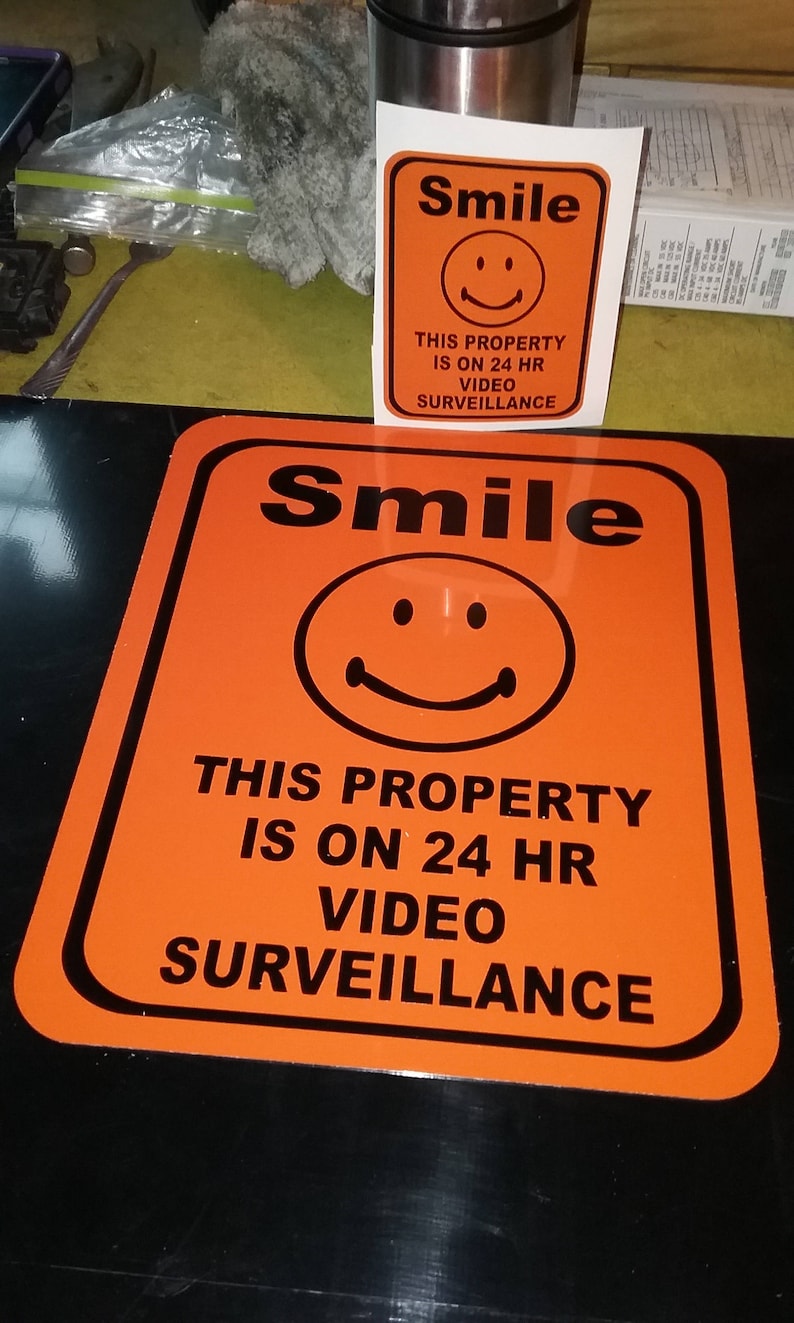 Smile
THIS PROPERTY
IS ON 24 HR
VIDEO
SURVEILLANCE
Smile
THIS PROPERTY
IS ON 24 HR
VIDEO
SURVEILLANCE